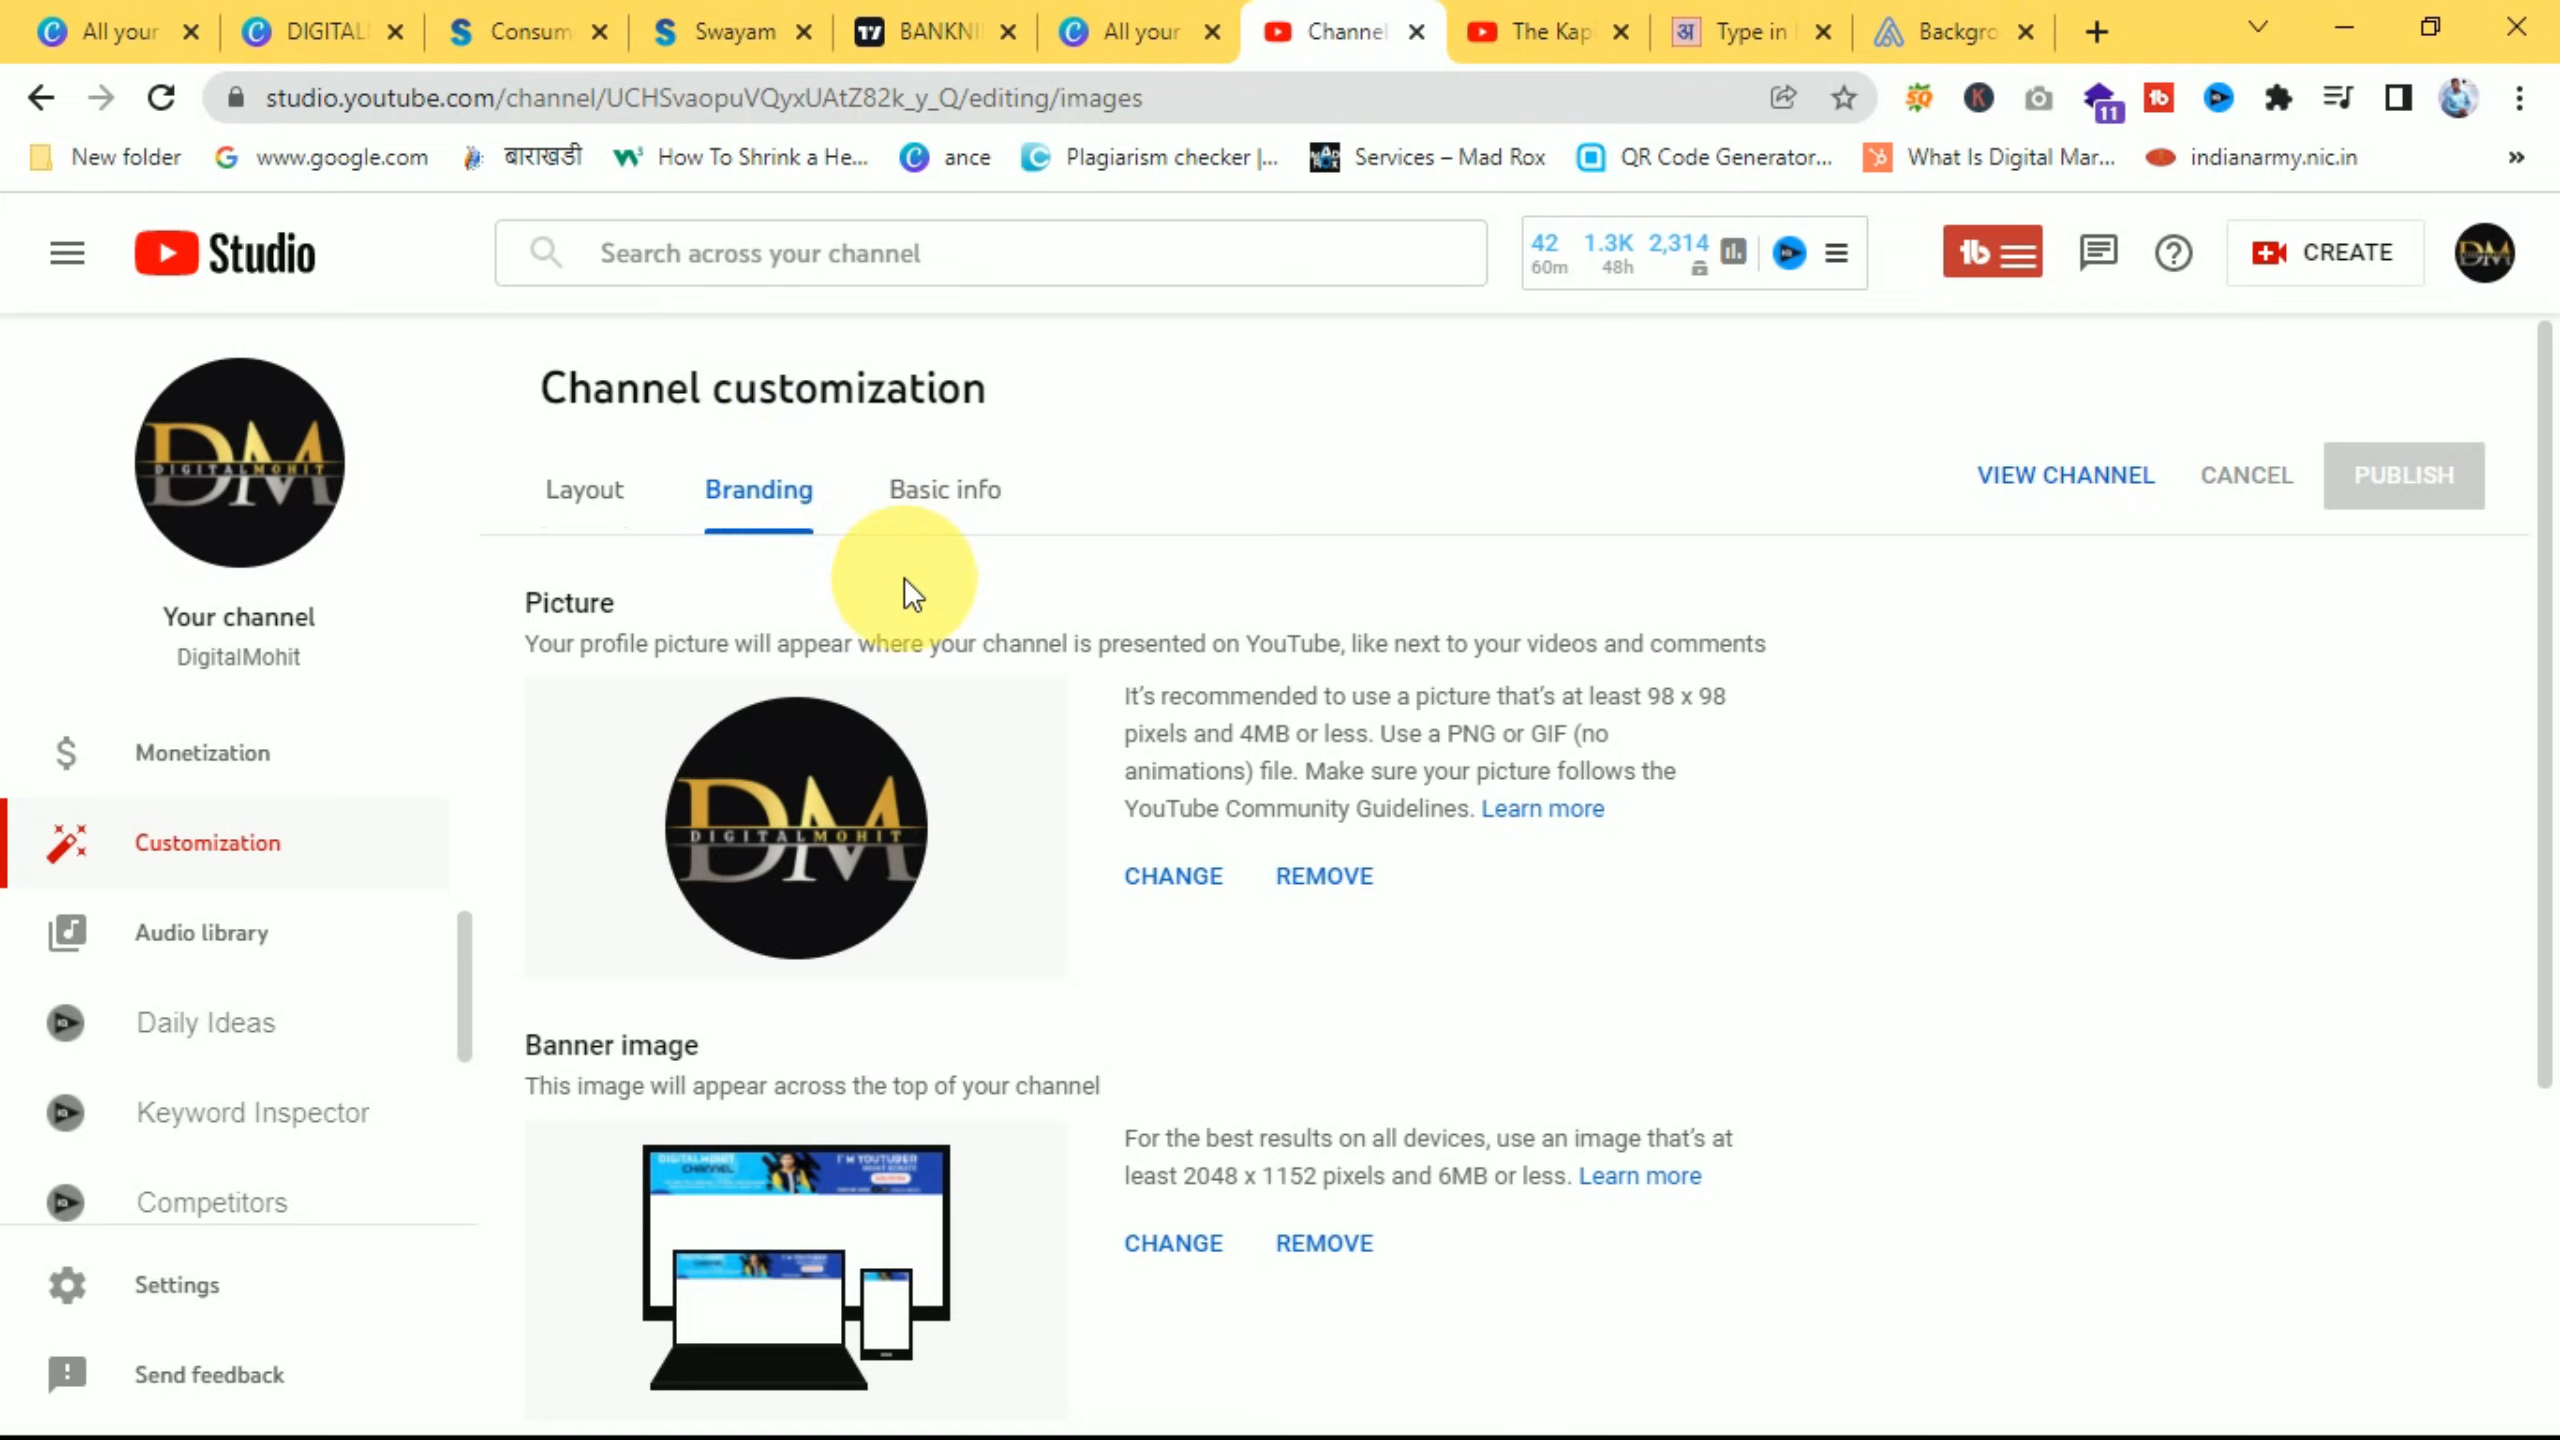 All your
DIGITAL
Consum
Swayam
BANKNI
All your
Channel
The Kap
Type in
Backgro
studio.youtube.com/channel/UCHSvaopuVQyxUAtZ82k_y_Q/editing/images
11
New folder
www.google.com
बाराखडी
How To Shrink a He...
ance
Plagiarism checker |...
Services – Mad Rox
QR Code Generator...
What Is Digital Mar...
indianarmy.nic.in
»
Studio
Search across your channel
42 1.3K 2,314
60m 48h
CREATE
Channel customization
Layout
Branding
Basic info
VIEW CHANNEL
CANCEL
PUBLISH
DM
DIGITALMOHIT
Your channel
DigitalMohit
Monetization
Customization
Audio library
Daily Ideas
Keyword Inspector
Competitors
Settings
Send feedback
Picture
Your profile picture will appear where your channel is presented on YouTube, like next to your videos and comments
DM
DIGITALMOHIT
It's recommended to use a picture that's at least 98 x 98
pixels and 4MB or less. Use a PNG or GIF (no
animations) file. Make sure your picture follows the
YouTube Community Guidelines. Learn more
CHANGE
REMOVE
Banner image
This image will appear across the top of your channel
DIGITALMOHIT
CHANNEL
I'M YOUTUBER
For the best results on all devices, use an image that's at
least 2048 x 1152 pixels and 6MB or less. Learn more
CHANGE
REMOVE